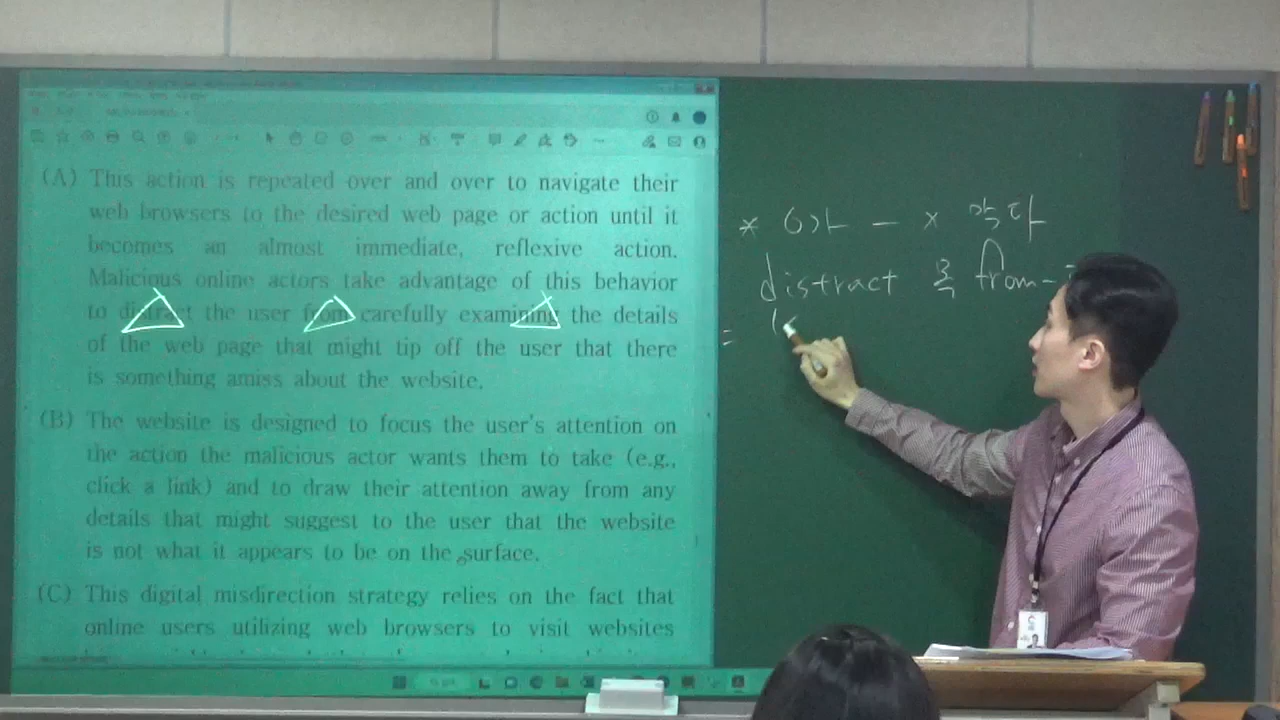 (A) This action is repeated over and over to navigate their
web browsers to the desired web page or action until it
becomes an almost immediate, reflexive action.
Malicious online actors take advantage of this behavior
to distract the user from carefully examining the details
of the web page that might tip off the user that there
is something amiss about the website.
(B) The website is designed to focus the user's attention on
the action the malicious actor wants them to take (e.g.,
click a link) and to draw their attention away from any
details that might suggest to the user that the website
is not what it appears to be on the surface.
(C) This digital misdirection strategy relies on the fact that
online users utilizing web browsers to visit websites
distract 목 from-
=